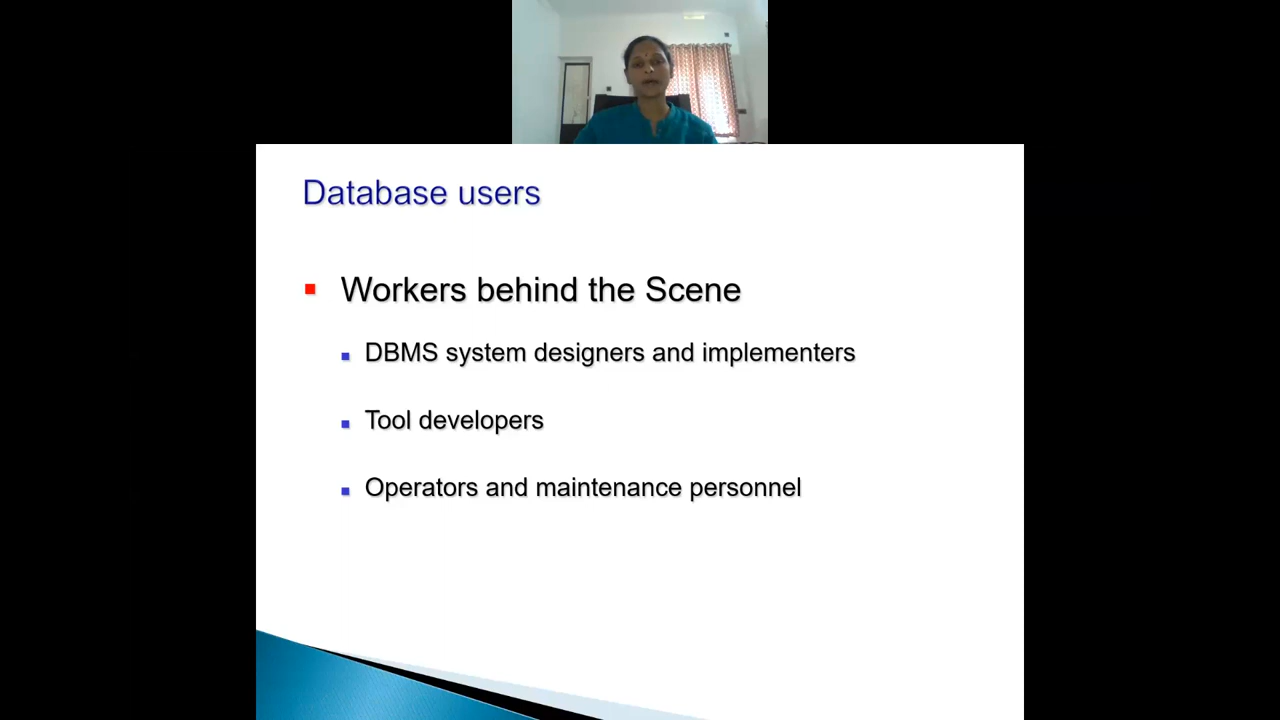 Database users
Workers behind the Scene
DBMS system designers and implementers
Tool developers
Operators and maintenance personnel